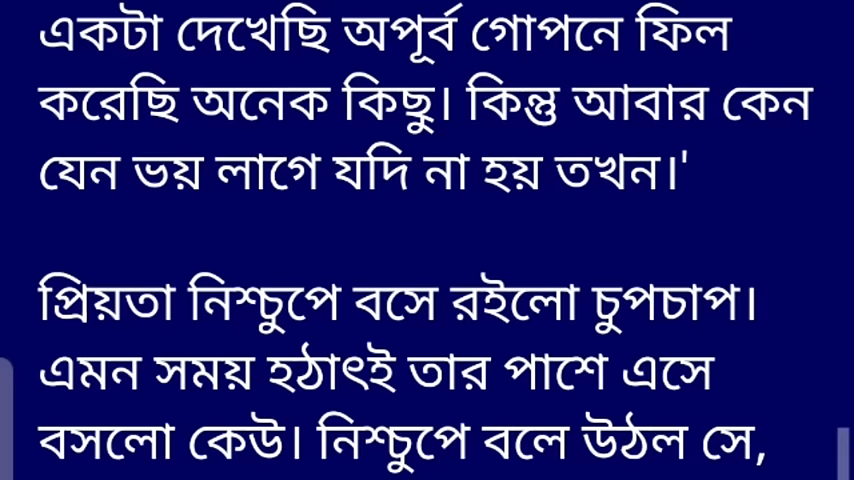 একটা দেখেছি অপূর্ব গোপনে ফিল
করেছি অনেক কিছু। কিন্তু আবার কেন
যেন ভয় লাগে যদি না হয় তখন।'
প্রিয়তা নিশ্চুপে বসে রইলো চুপচাপ।
এমন সময় হঠাৎই তার পাশে এসে
বসলো কেউ। নিশ্চুপে বলে উঠল সে,